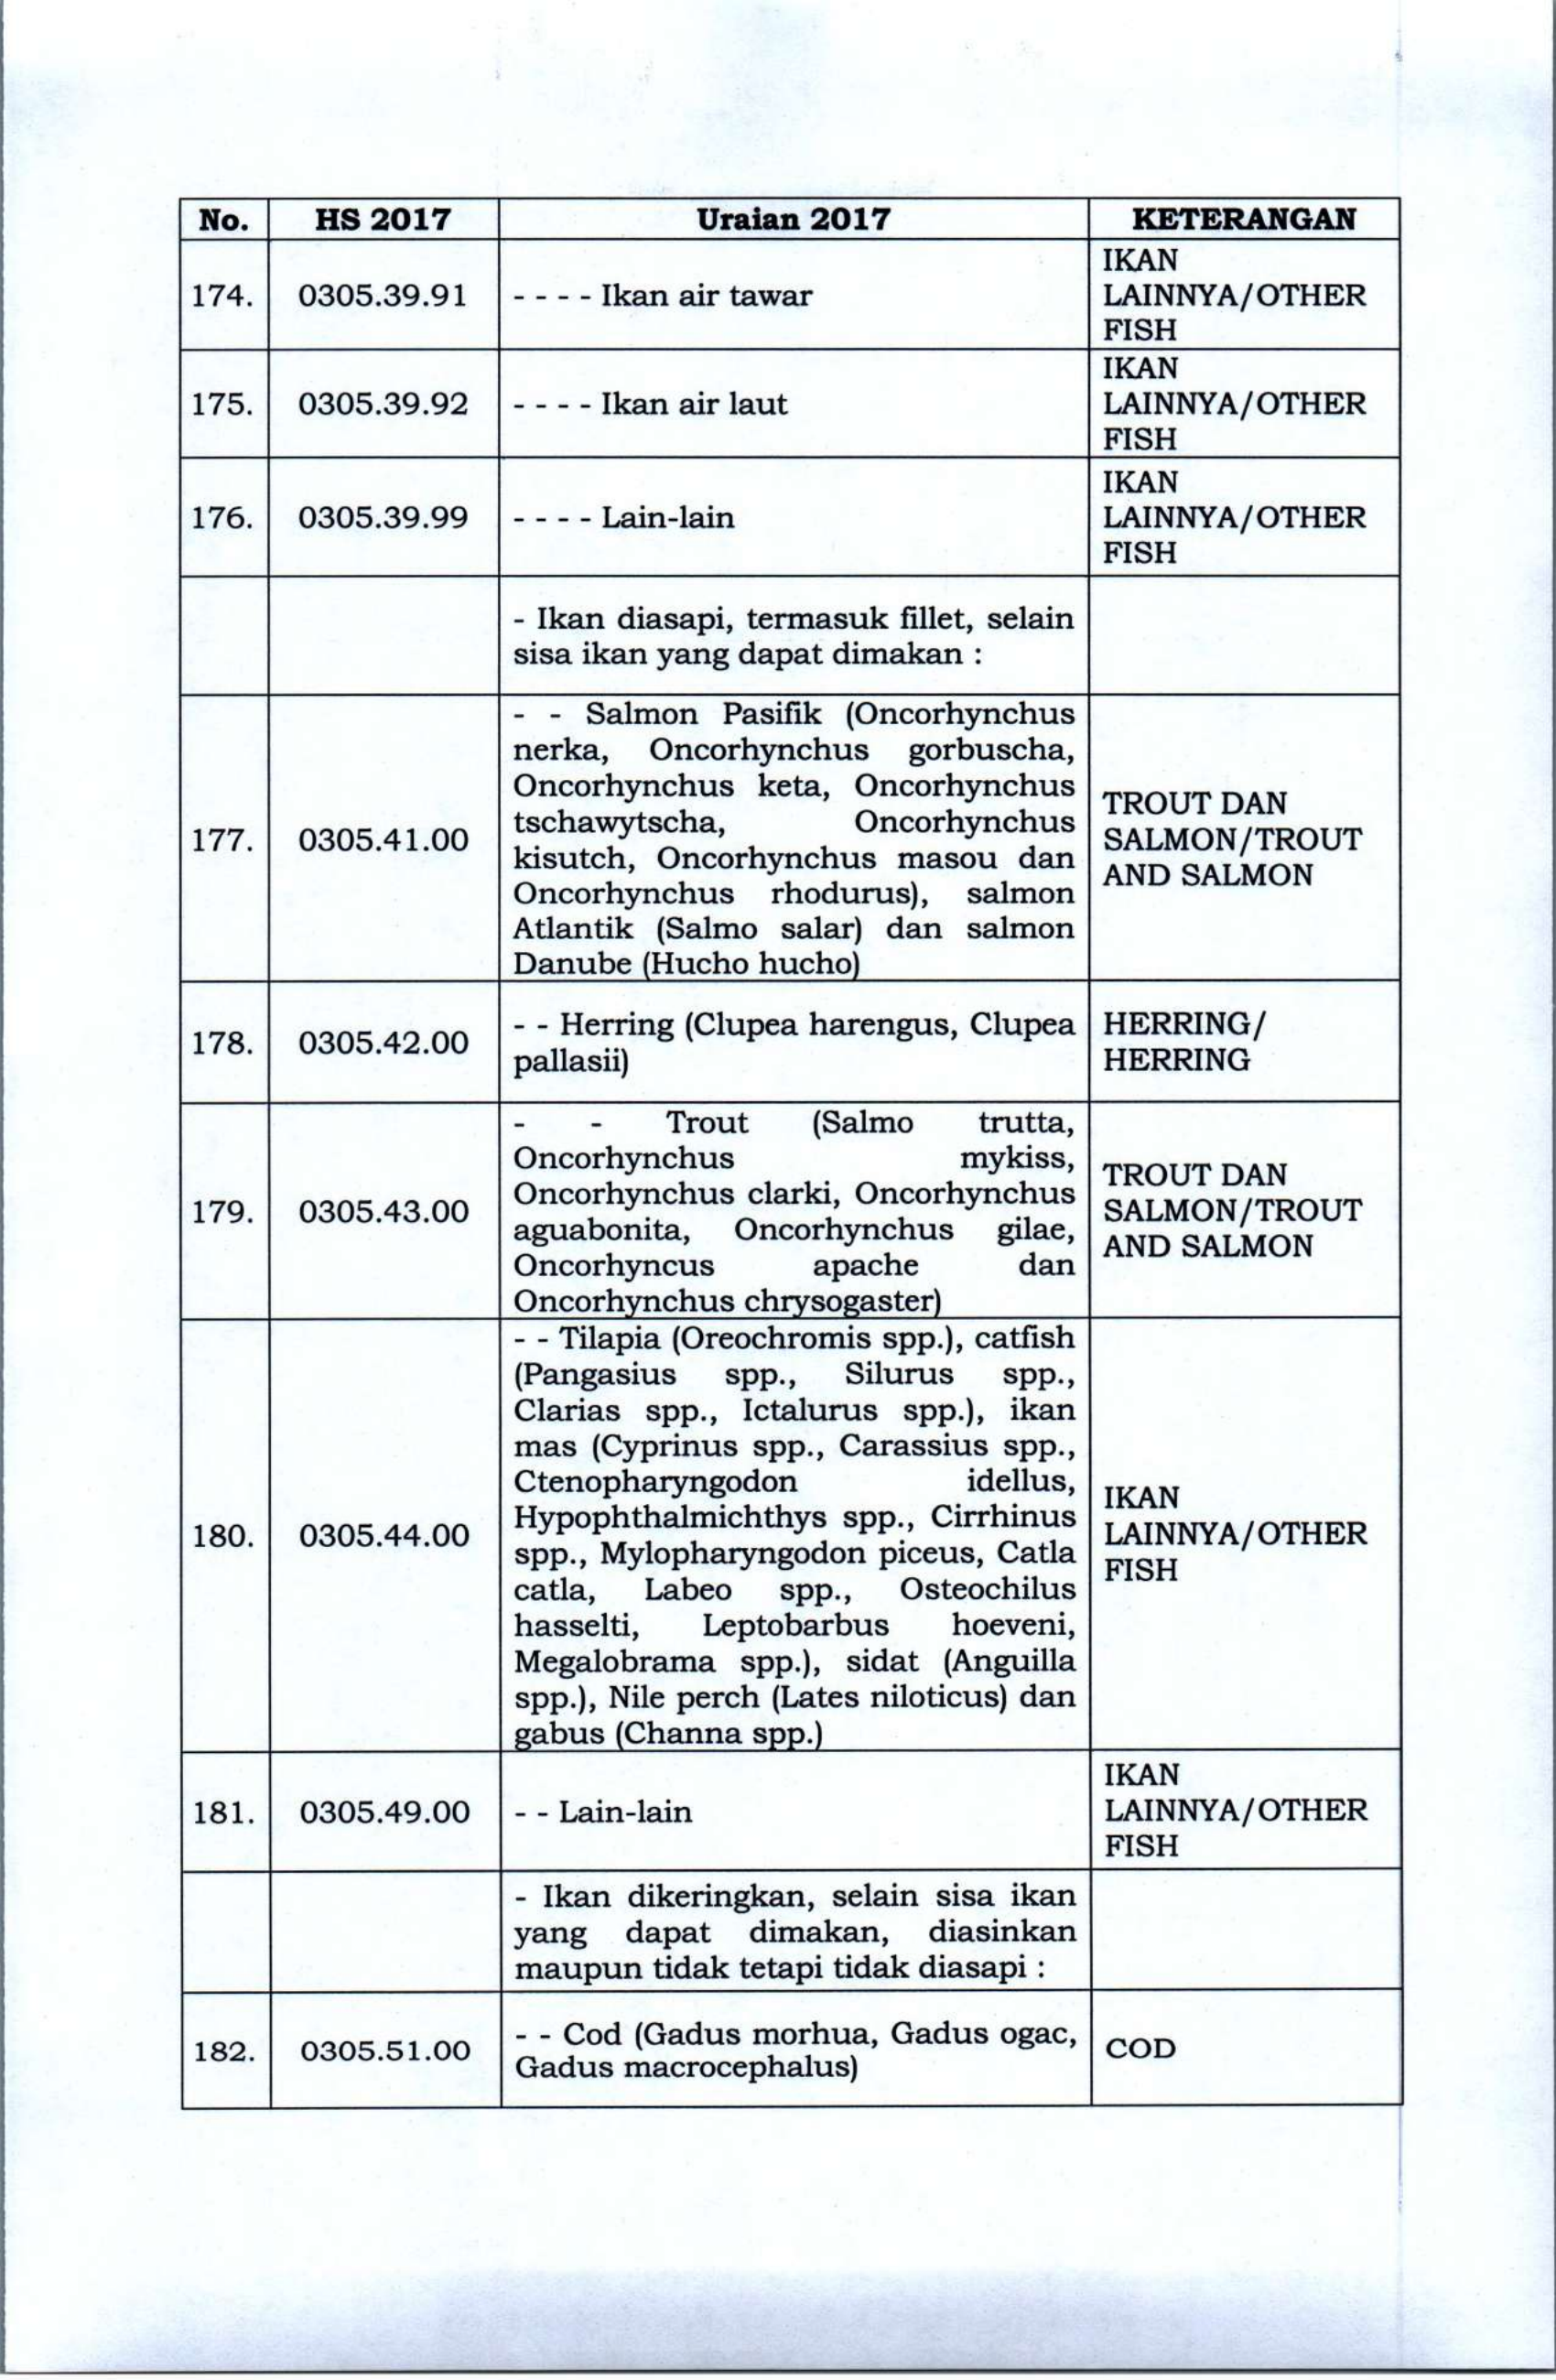 No. HS 2017 Uraian 2017 KETERANGAN
IKAN
174. 0305.39.91 - - - - Ikan air tawar LAINNYA/OTHER
FISH
IKAN
175. 0305.39.92 - - - - Ikan air laut LAINNYA/OTHER
FISH
IKAN
176. 0305.39.99 - - - - Lain-lain LAINNYA/OTHER
FISH
- Ikan diasapi, termasuk fillet, selain
sisa ikan yang dapat dimakan :
177. 0305.41.00
- - Salmon Pasifik (Oncorhynchus
nerka, Oncorhynchus gorbuscha,
Oncorhynchus keta, Oncorhynchus
tschawytscha, Oncorhynchus
kisutch, Oncorhynchus masou dan
Oncorhynchus rhodurus), salmon
Atlantik (Salmo salar) dan salmon
Danube (Hucho hucho)
TROUT DAN
SALMON/TROUT
AND SALMON
178. 0305.42.00
- - Herring (Clupea harengus, Clupea
pallasii)
HERRING/
HERRING
179. 0305.43.00
- - Trout (Salmo trutta,
Oncorhynchus mykiss,
Oncorhynchus clarki, Oncorhynchus
aguabonita, Oncorhynchus gilae,
Oncorhyncus apache dan
Oncorhynchus chrysogaster)
TROUT DAN
SALMON/TROUT
AND SALMON
180. 0305.44.00
- - Tilapia (Oreochromis spp.), catfish
(Pangasius spp., Silurus spp.,
Clarias spp., Ictalurus spp.), ikan
mas (Cyprinus spp., Carassius spp.,
Ctenopharyngodon idellus,
Hypophthalmichthys spp., Cirrhinus
spp., Mylopharyngodon piceus, Catla
catla, Labeo spp., Osteochilus
hasselti, Leptobarbus hoeveni,
Megalobrama spp.), sidat (Anguilla
spp.), Nile perch (Lates niloticus) dan
gabus (Channa spp.)
IKAN
LAINNYA/OTHER
FISH
IKAN
181. 0305.49.00 - - Lain-lain LAINNYA/OTHER
FISH
- Ikan dikeringkan, selain sisa ikan
yang dapat dimakan, diasinkan
maupun tidak tetapi tidak diasapi :
182. 0305.51.00
- - Cod (Gadus morhua, Gadus ogac,
Gadus macrocephalus)
COD